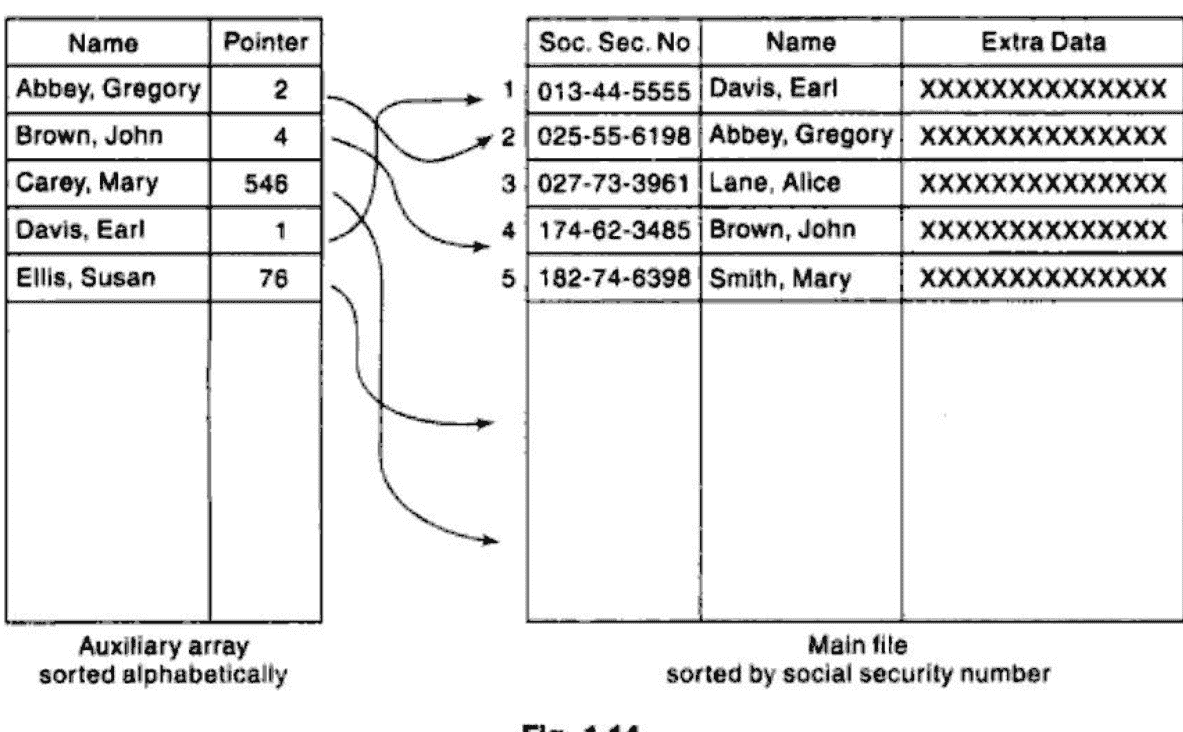 Name Pointer Soc. Sec. No Name Extra Data
Abbey, Gregory 2 1 013-44-5555 Davis, Earl XXXXXXXXXXXXXX
Brown, John 4 2 025-55-6198 Abbey, Gregory XXXXXXXXXXXXXX
Carey, Mary 546 3 027-73-3961 Lane, Alice XXXXXXXXXXXXXX
Davis, Earl 1 4 174-62-3485 Brown, John XXXXXXXXXXXXXX
Ellis, Susan 76 5 182-74-6398 Smith, Mary XXXXXXXXXXXXXX
Auxiliary array
sorted alphabetically
Main file
sorted by social security number
Fig. 1-14